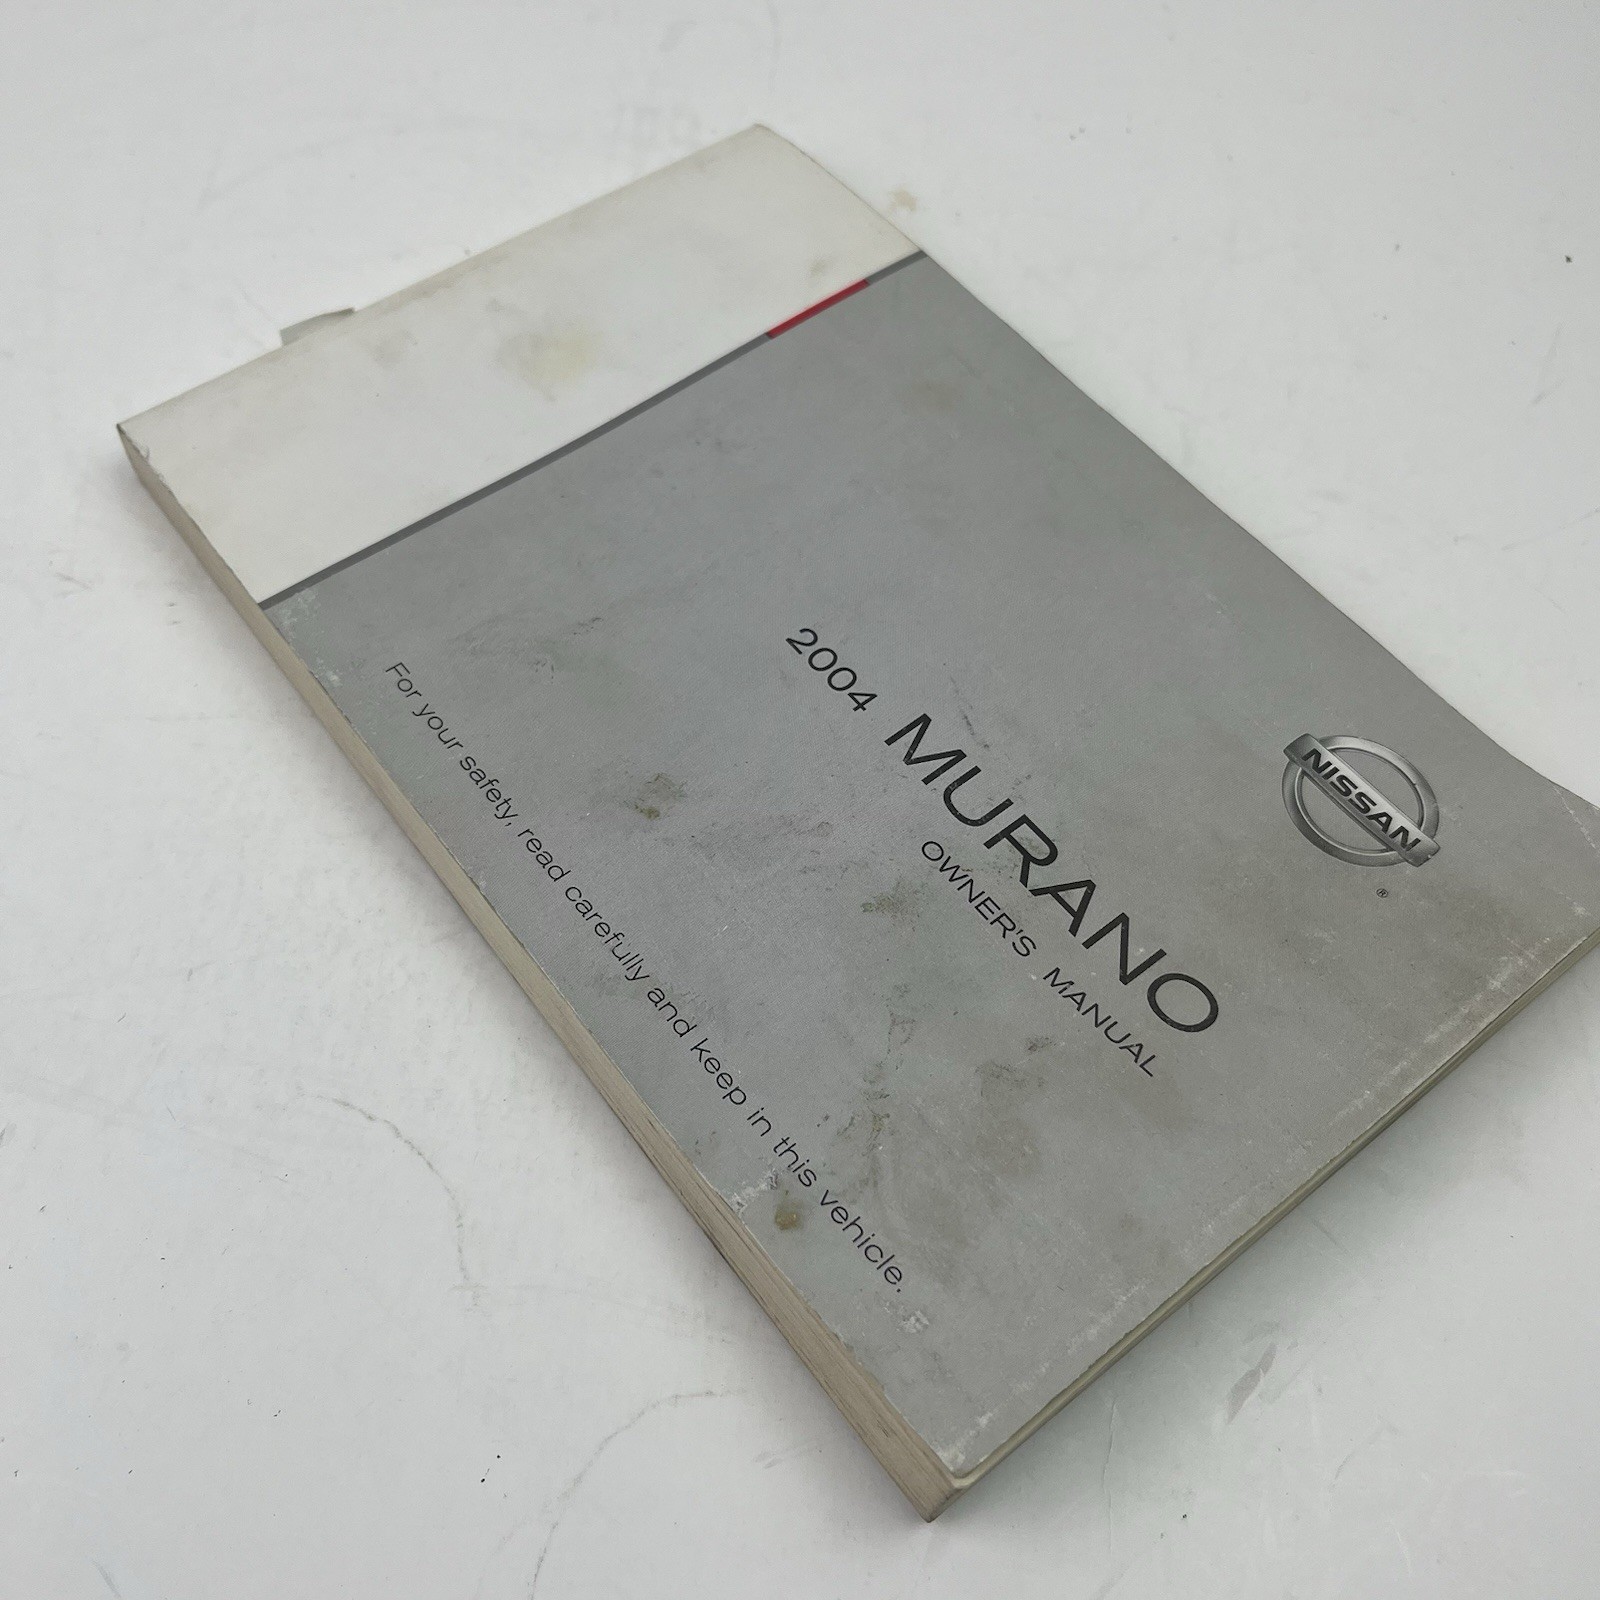 NISSAN
®
2004 MURANO
OWNER'S MANUAL
For your safety, read carefully and keep in this vehicle.